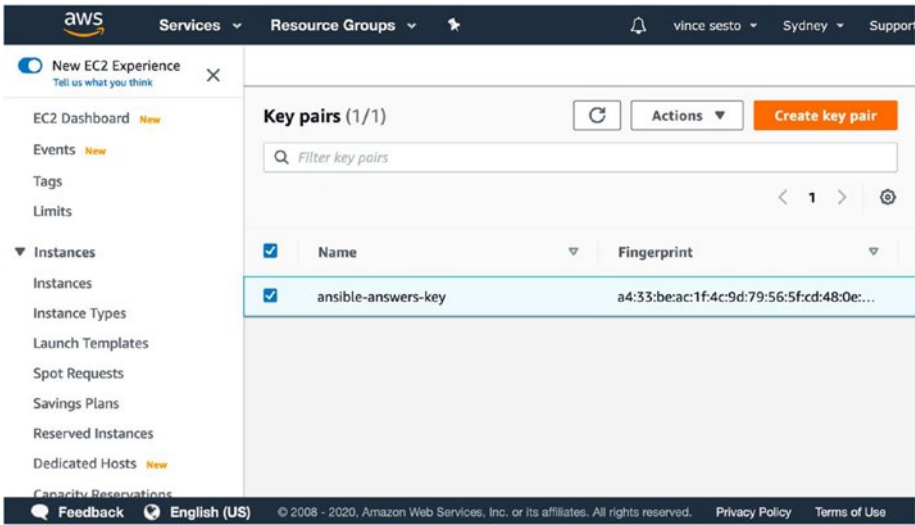 aws Services Resource Groups vince sesto Sydney Support
New EC2 Experience
Tell us what you think
EC2 Dashboard New
Events New
Tags
Limits
Instances
Instances
Instance Types
Launch Templates
Spot Requests
Savings Plans
Reserved Instances
Dedicated Hosts New
Capacity Reservations
Key pairs (1/1) Actions Create key pair
Filter key pairs
1
Name Fingerprint
ansible-answers-key a4:33:be:ac:1f:4c:9d:79:56:5f:cd:48:0e:...
Feedback English (US) © 2008 - 2020, Amazon Web Services, Inc. or its affiliates. All rights reserved. Privacy Policy Terms of Use